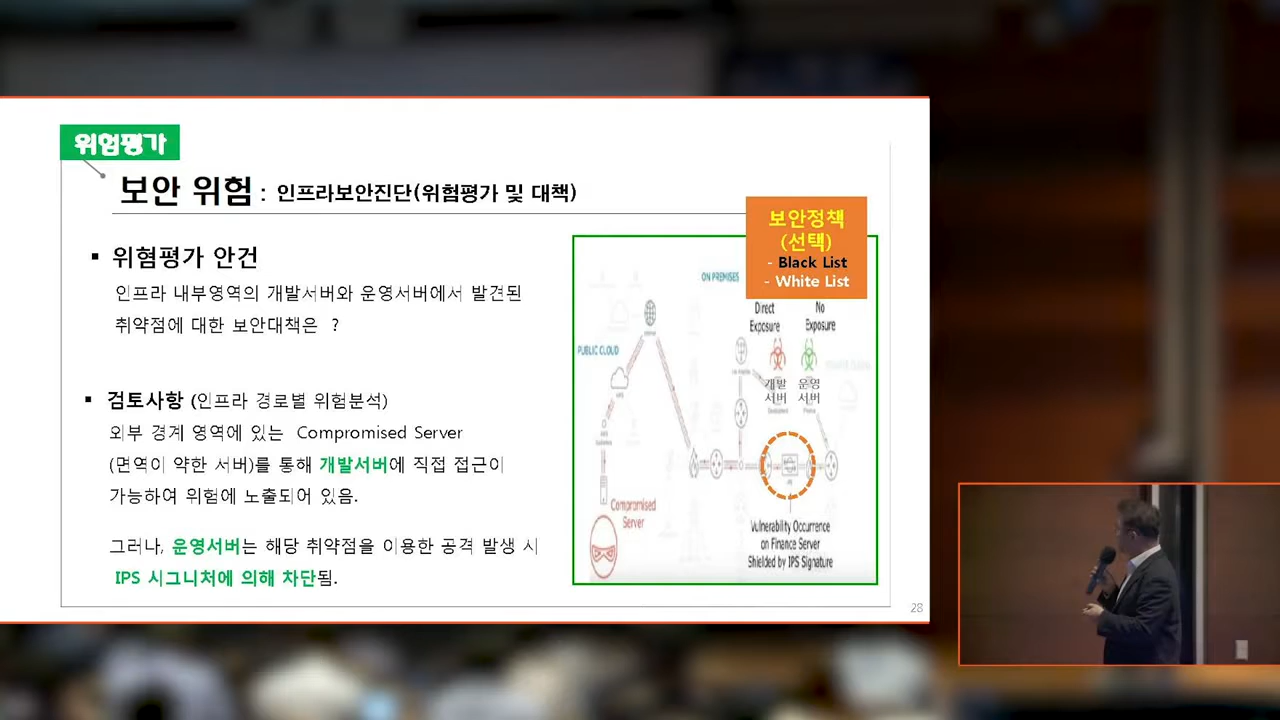 위험평가
보안 위험 : 인프라보안진단(위험평가 및 대책)
보안정책
(선택)
- Black List
- White List
▪ 위혐평가 안건
인프라 내부영역의 개발서버와 운영서버에서 발견된
취약점에 대한 보안대책은 ?
▪ 검토사항 (인프라 경로별 위험분석)
외부 경계 영역에 있는 Compromised Server
(면역이 약한 서버)를 통해 개발서버에 직접 접근이
가능하여 위험에 노출되어 있음.
그러나, 운영서버는 해당 취약점을 이용한 공격 발생 시
IPS 시그니처에 의해 차단됨.
ON PREMISES
PUBLIC CLOUD
Direct
Exposure
No
Exposure
개발
서버
운영
서버
Compromised
Server
Vulnerability Occurrence
on Finance Server
Shielded by IPS Signature
28